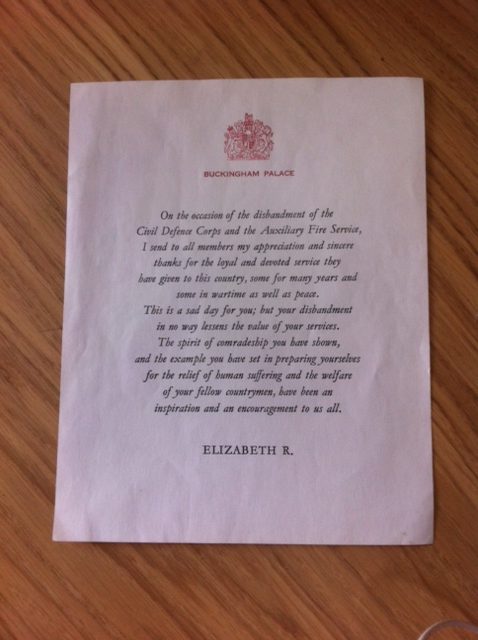 BUCKINGHAM PALACE
On the occasion of the disbandment of the
Civil Defence Corps and the Auxiliary Fire Service,
I send to all members my appreciation and sincere
thanks for the loyal and devoted service they
have given to this country, some for many years and
some in wartime as well as peace.
This is a sad day for you; but your disbandment
in no way lessens the value of your services.
The spirit of comradeship you have shown,
and the example you have set in preparing yourselves
for the relief of human suffering and the welfare
of your fellow countrymen, have been an
inspiration and an encouragement to us all.
ELIZABETH R.